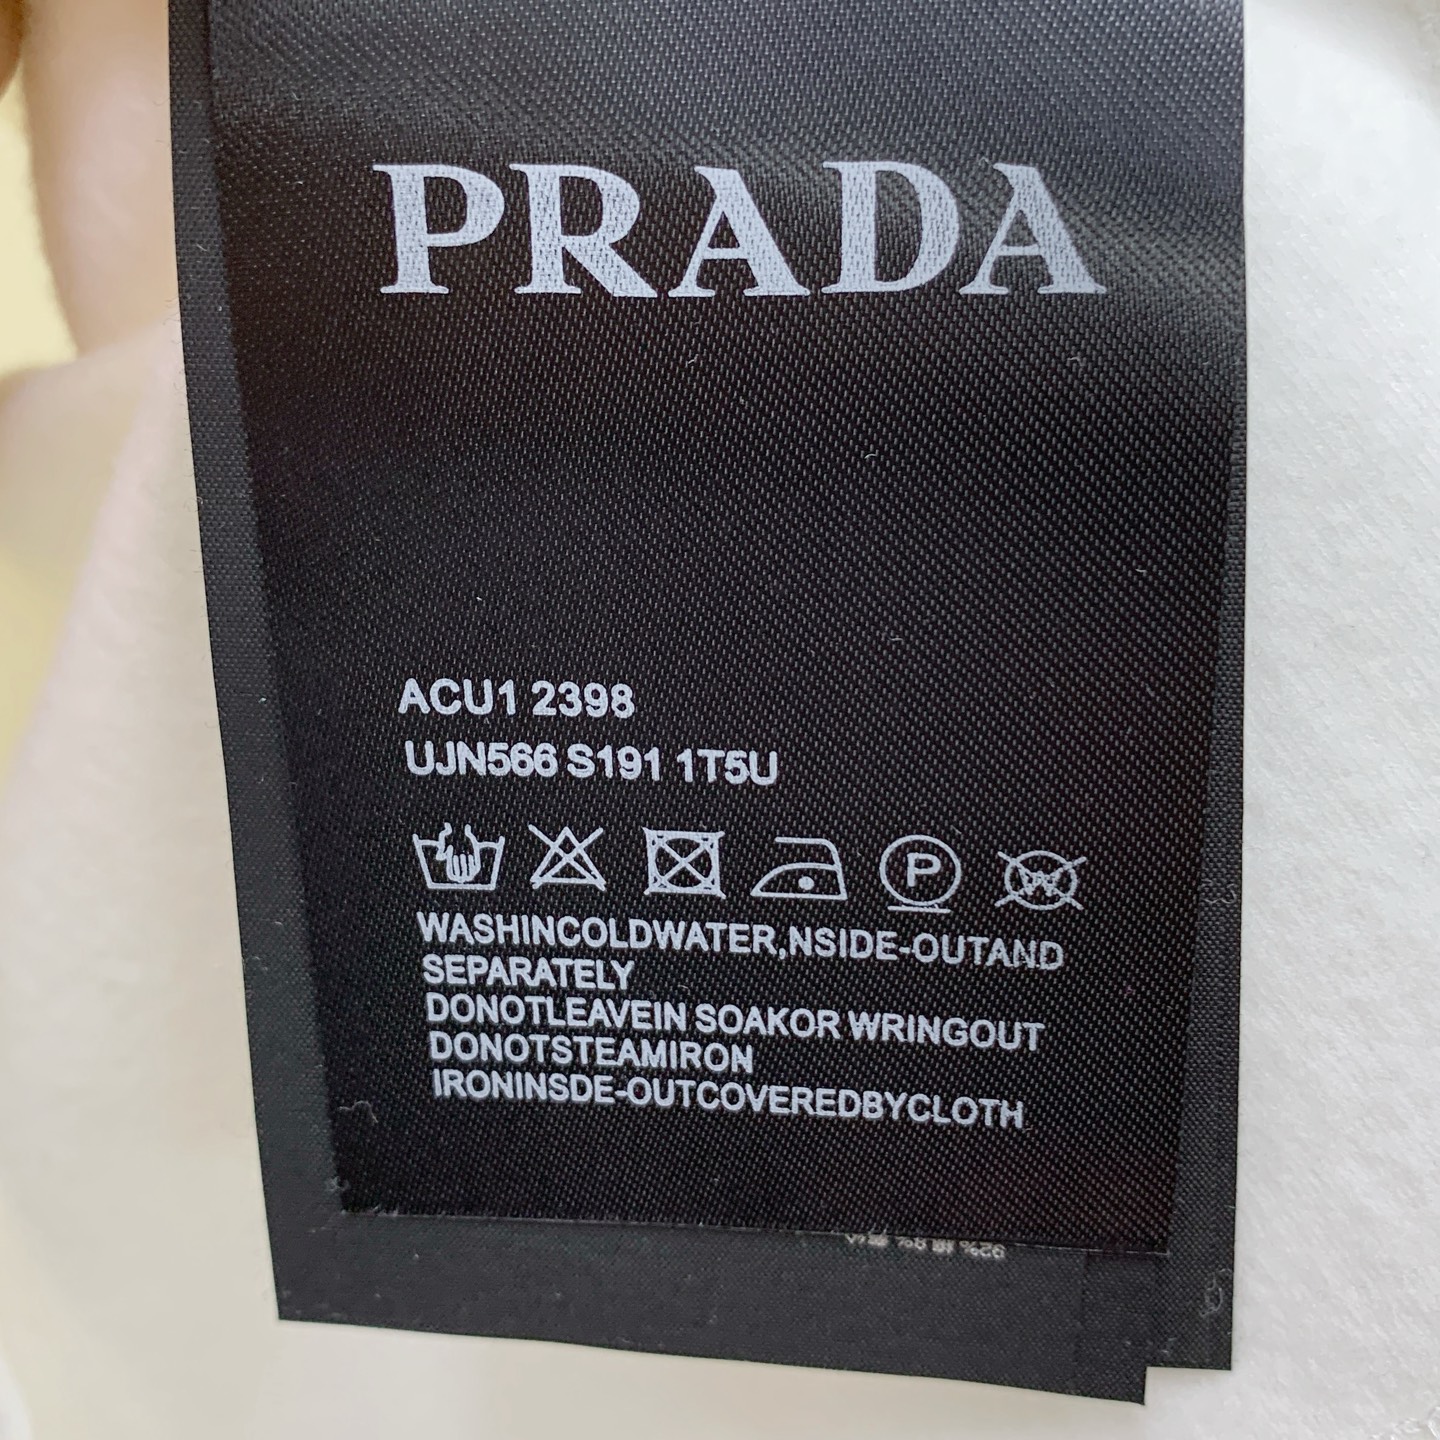 PRADA
ACU1 2398
UJN566 S191 1T5U
P
W
WASHINCOLDWATER,NSIDE-OUTAND
SEPARATELY
DONOTLEAVEIN SOAKOR WRINGOUT
DONOTSTEAMIRON
IRONINSDE-OUTCOVEREDBYCLOTH